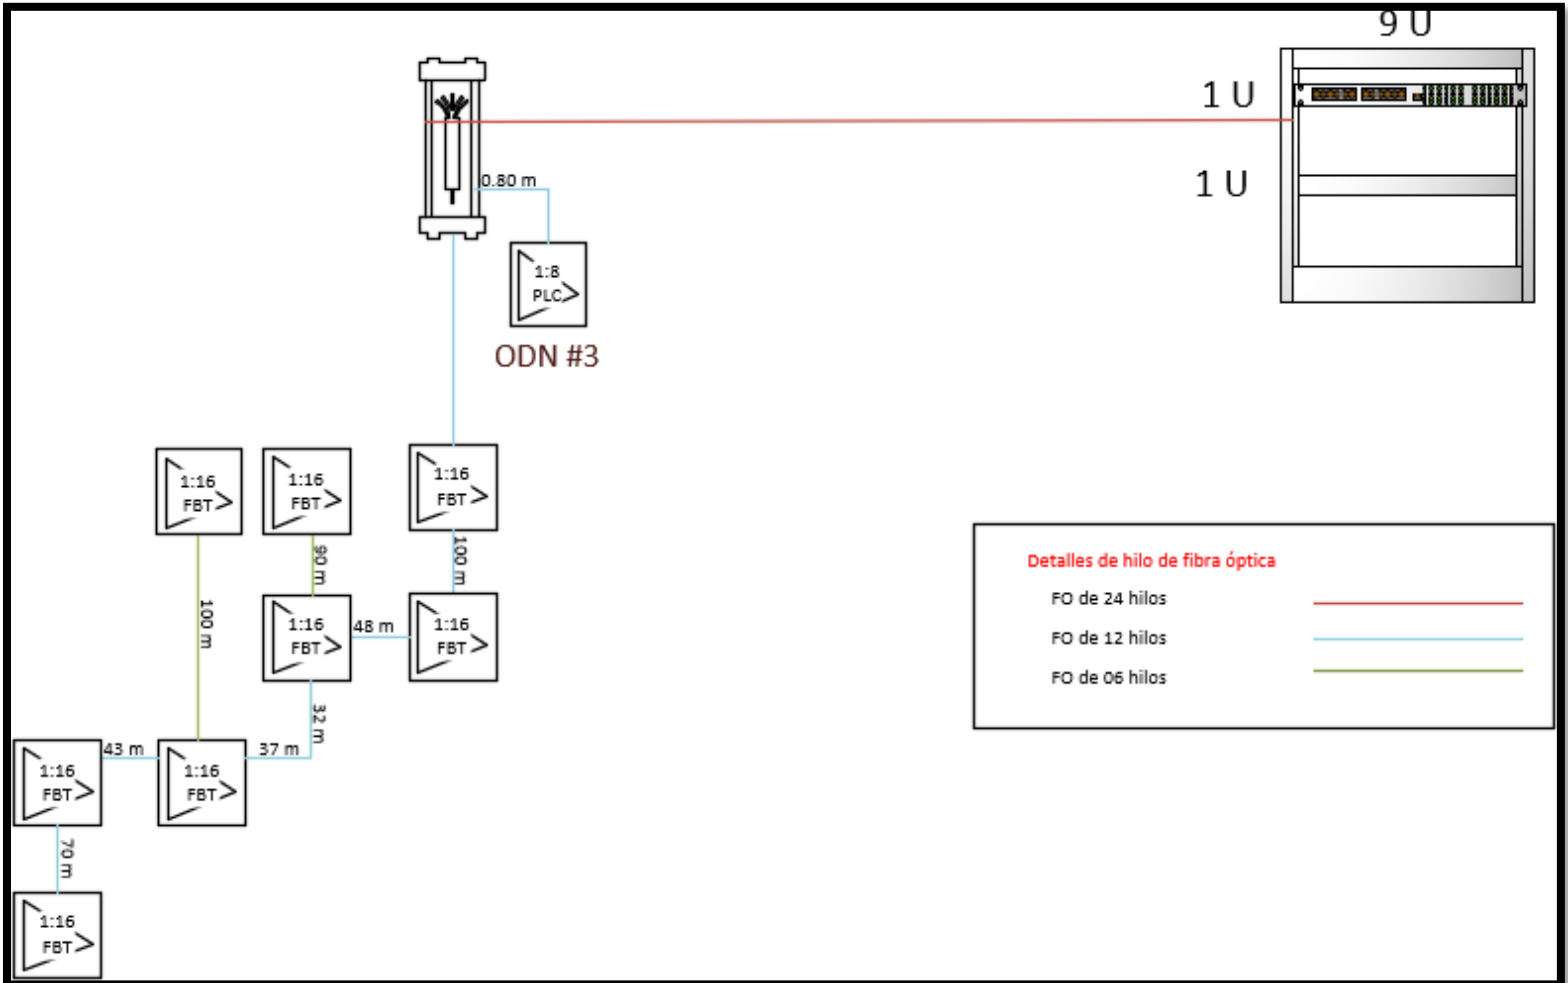 9 U
1 U
0.80 m
1 U
1:8
PLC
ODN #3
1:16
FBT
1:16
FBT
1:16
FBT
100 m
90 m
100 m
1:16
FBT
48 m
1:16
FBT
32 m
43 m
37 m
1:16
FBT
1:16
FBT
70 m
1:16
FBT
Detalles de hilo de fibra óptica
FO de 24 hilos
FO de 12 hilos
FO de 06 hilos